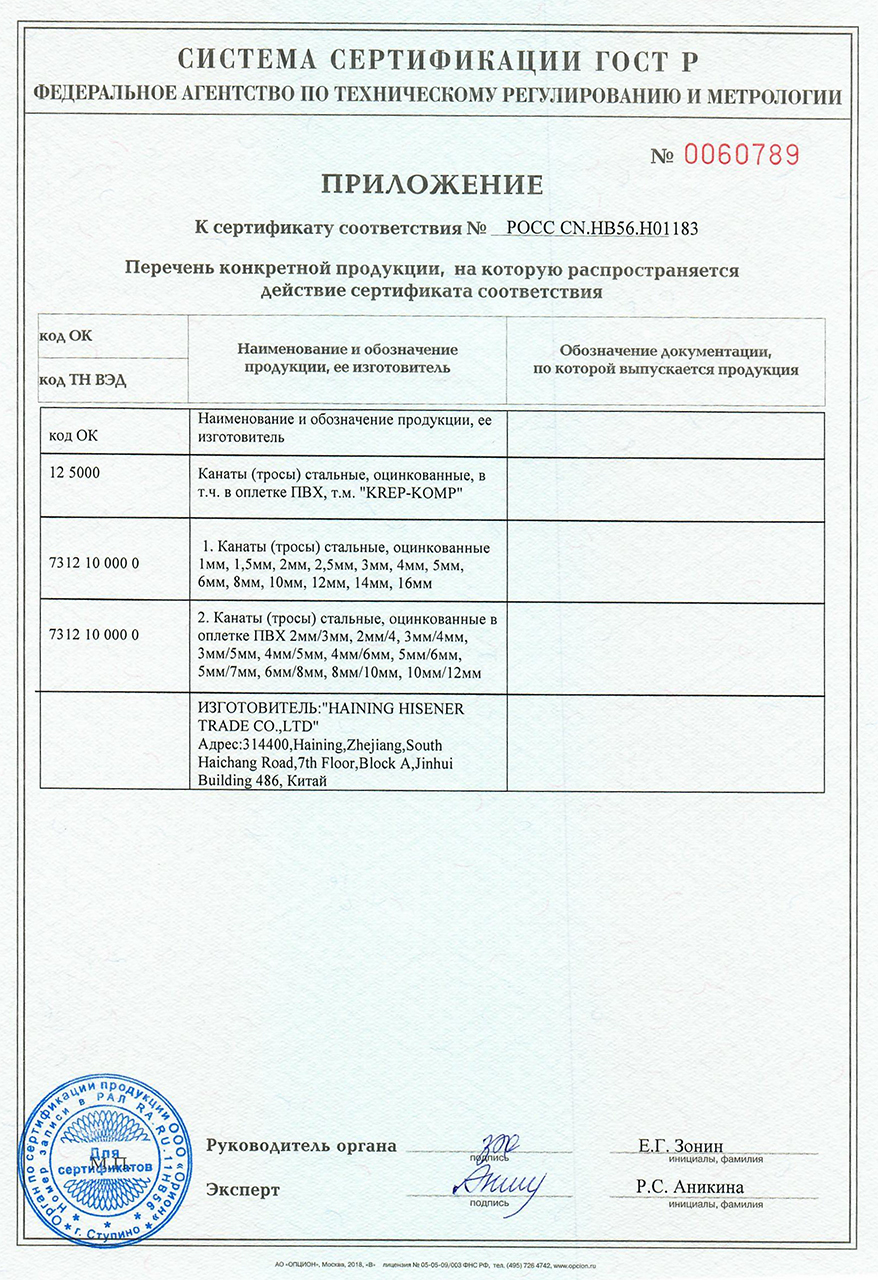 СИСТЕМА СЕРТИФИКАЦИИ ГОСТ Р
ФЕДЕРАЛЬНОЕ АГЕНТСТВО ПО ТЕХНИЧЕСКОМУ РЕГУЛИРОВАНИЮ И МЕТРОЛОГИИ
№ 0060789
ПРИЛОЖЕНИЕ
К сертификату соответствия № РОСС CN.НВ56.Н01183
Перечень конкретной продукции, на которую распространяется
действие сертификата соответствия
код ОК
код ТН ВЭД
Наименование и обозначение
продукции, ее изготовитель
Обозначение документации,
по которой выпускается продукция
код ОК
Наименование и обозначение продукции, ее
изготовитель
12 5000
Канаты (тросы) стальные, оцинкованные, в
т.ч. в оплетке ПВХ, т.м. "KREP-KOMP"
7312 10 000 0
1. Канаты (тросы) стальные, оцинкованные
1мм, 1,5мм, 2мм, 2,5мм, 3мм, 4мм, 5мм,
6мм, 8мм, 10мм, 12мм, 14мм, 16мм
7312 10 000 0
2. Канаты (тросы) стальные, оцинкованные в
оплетке ПВХ 2мм/3мм, 2мм/4, 3мм/4мм,
3мм/5мм, 4мм/5мм, 4мм/6мм, 5мм/6мм,
5мм/7мм, 6мм/8мм, 8мм/10мм, 10мм/12мм
ИЗГОТОВИТЕЛЬ:"HAINING HISENER
TRADE CO.,LTD"
Адрес:314400,Haining,Zhejiang,South
Haichang Road,7th Floor,Block A,Jinhui
Building 486, Китай
Орган по сертификации продукции ООО «Орион»
Номер записи в РАЛ RA.RU.11НВ56
Для
сертификатов
М.П.
* г. Ступино *
Руководитель органа
подпись
Е.Г. Зонин
инициалы, фамилия
Эксперт
подпись
Р.С. Аникина
инициалы, фамилия
АО «ОПЦИОН», Москва, 2018, «В» лицензия № 05-05-09/003 ФНС РФ, тел. (495) 726 4742, www.opcion.ru